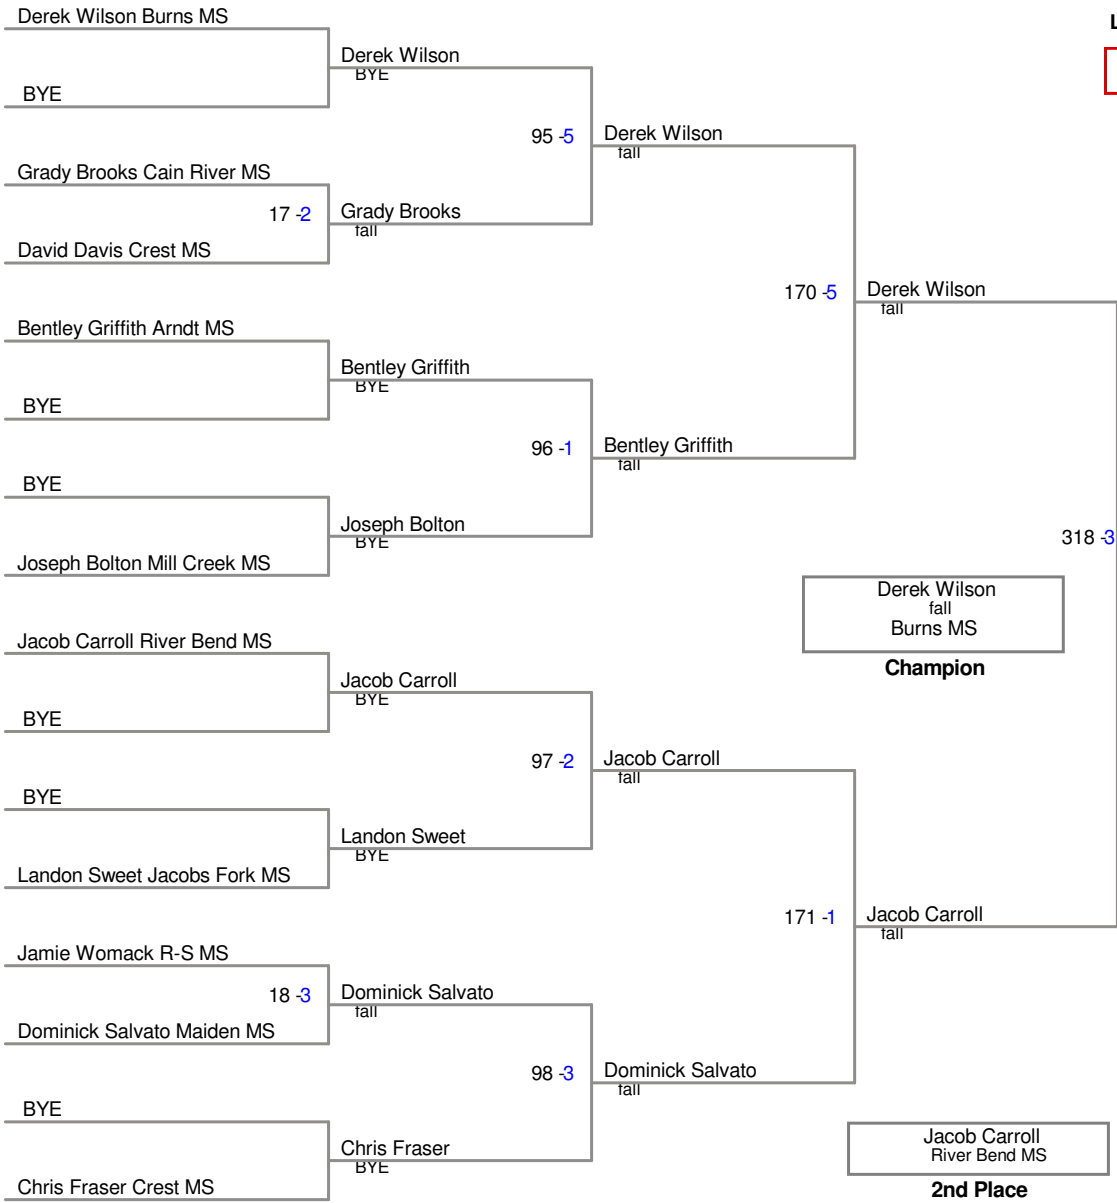 Derek Wilson Burns MS
L
Derek Wilson
BYE
BYE
95 -5
Derek Wilson
fall
Grady Brooks Cain River MS
17 -2
Grady Brooks
fall
David Davis Crest MS
170 -5
Derek Wilson
fall
Bentley Griffith Arndt MS
Bentley Griffith
BYE
BYE
96 -1
Bentley Griffith
fall
BYE
Joseph Bolton
BYE
318 -3
Joseph Bolton Mill Creek MS
Derek Wilson
fall
Burns MS
Champion
Jacob Carroll River Bend MS
Jacob Carroll
BYE
BYE
97 -2
Jacob Carroll
fall
BYE
Landon Sweet
BYE
Landon Sweet Jacobs Fork MS
171 -1
Jacob Carroll
fall
Jamie Womack R-S MS
18 -3
Dominick Salvato
fall
Dominick Salvato Maiden MS
98 -3
Dominick Salvato
fall
BYE
Chris Fraser
BYE
Chris Fraser Crest MS
Jacob Carroll
River Bend MS
2nd Place